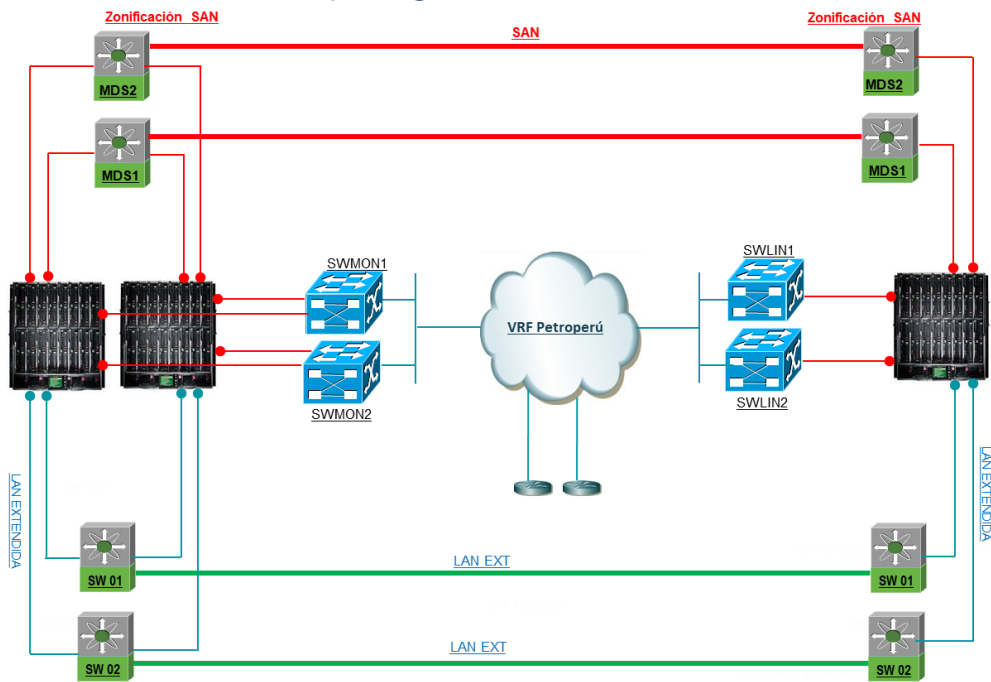 Zonificación SAN
Zonificación SAN
SAN
MDS2
MDS2
MDS1
MDS1
SWMON1
SWLIN1
VRF Petroperú
SWMON2
SWLIN2
LAN EXTENDIDA
LAN EXTENDIDA
LAN EXT
SW 01
SW 01
LAN EXT
SW 02
SW 02